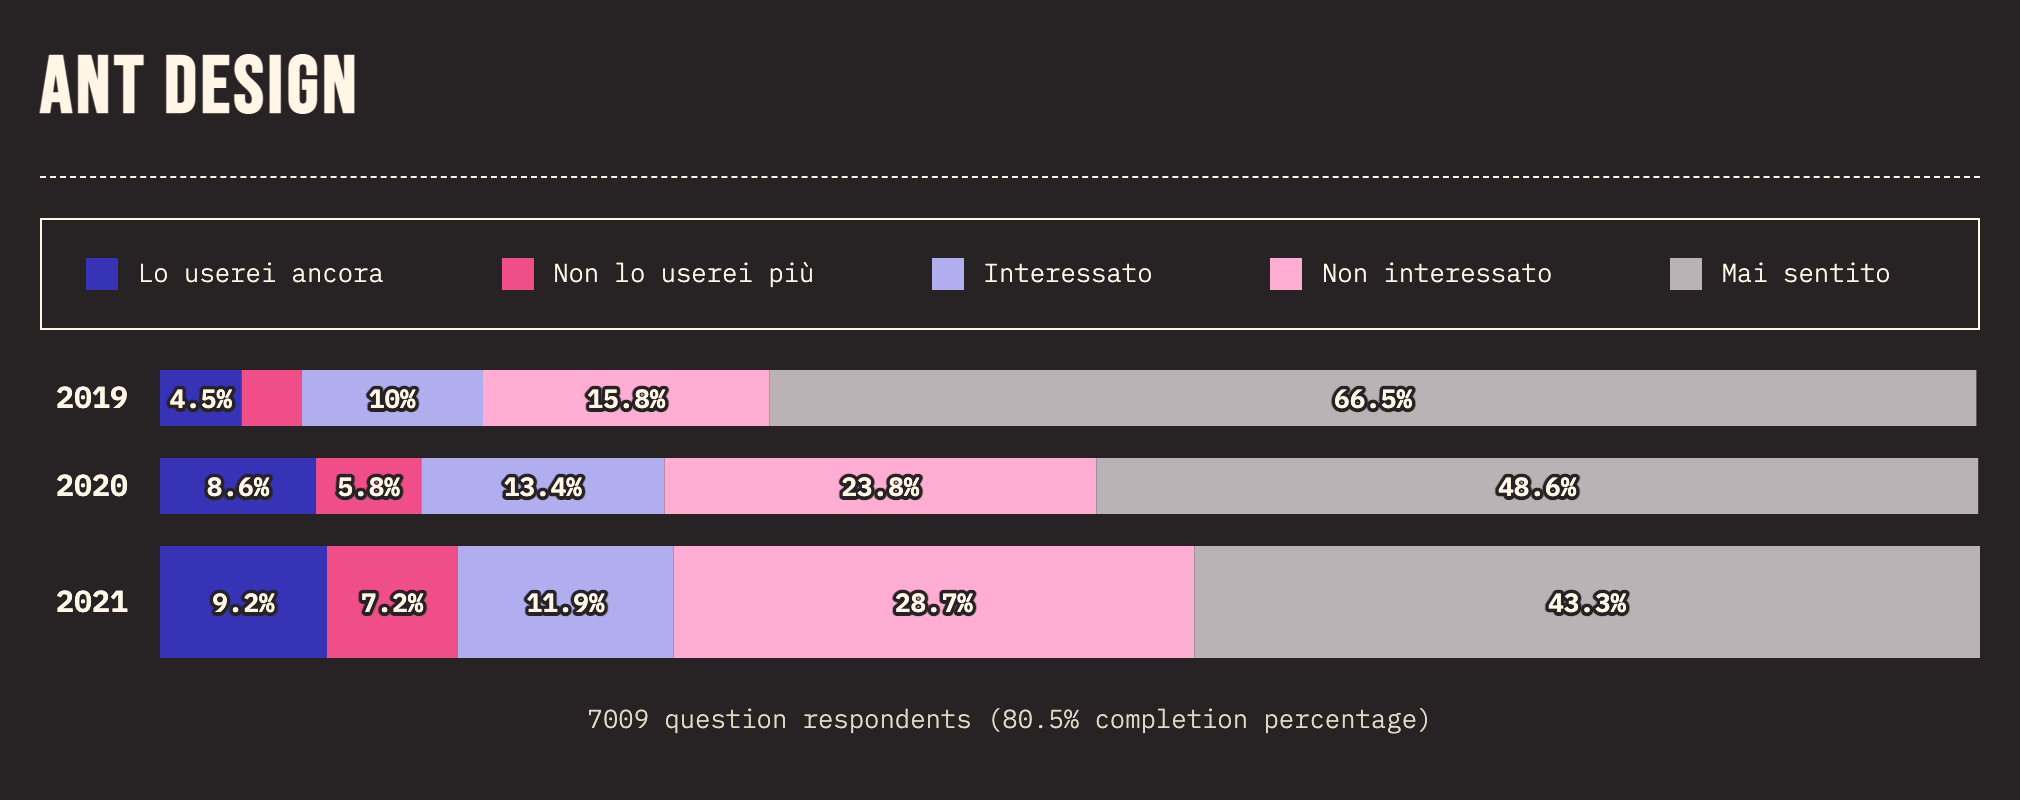 ANT DESIGN
Lo userei ancora Non lo userei più Interessato Non interessato Mai sentito
2019 4.5% 10% 15.8% 66.5%
2020 8.6% 5.8% 13.4% 23.8% 48.6%
2021 9.2% 7.2% 11.9% 28.7% 43.3%
7009 question respondents (80.5% completion percentage)